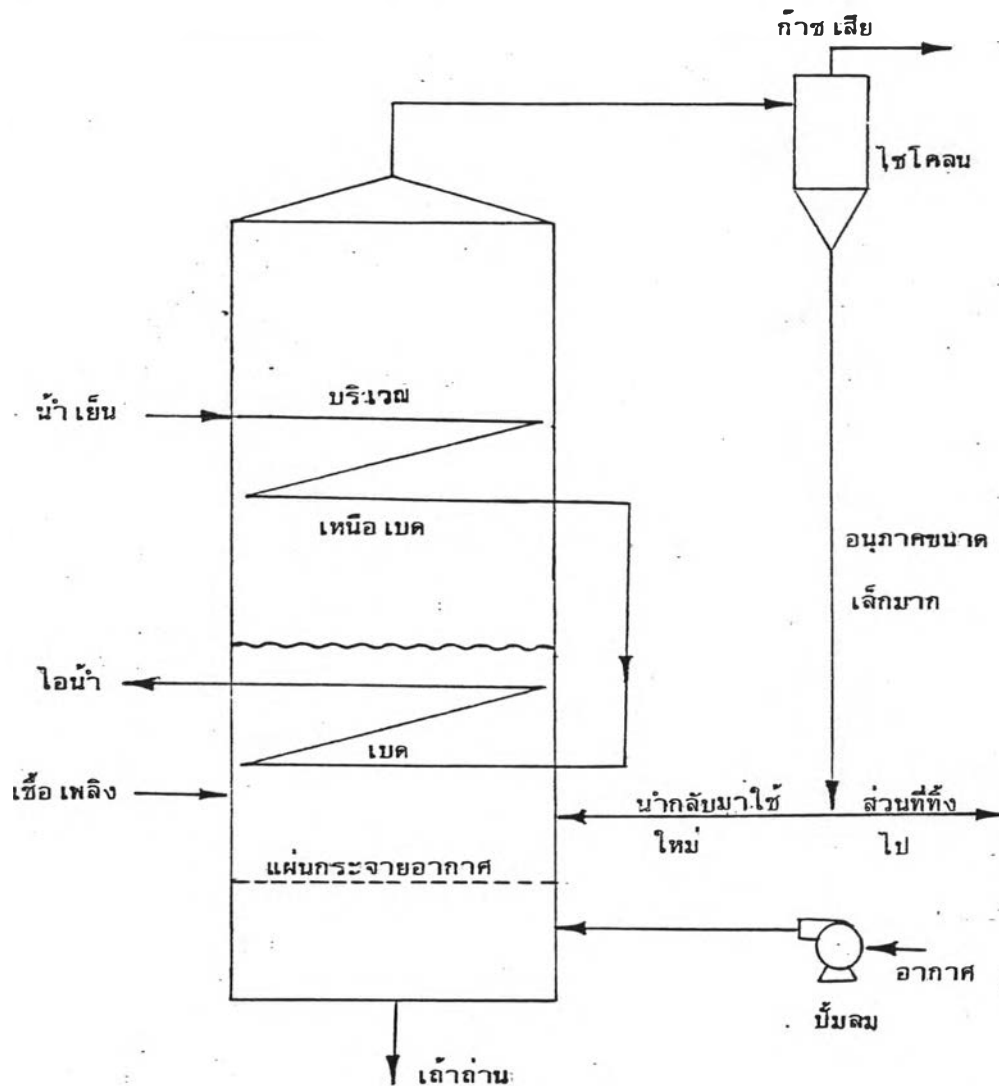 ก๊าซเสีย
ไซโคลน
บริเวณ
น้ำเย็น
เหนือเบด
อนุภาคขนาด
เล็กมาก
ไอน้ำ
เบด
เชื้อเพลิง
นำกลับมาใช้
ส่วนที่ทิ้ง
ใหม่
ไป
แผ่นกระจายอากาศ
อากาศ
ปั๊มลม
เถ้าถ่าน